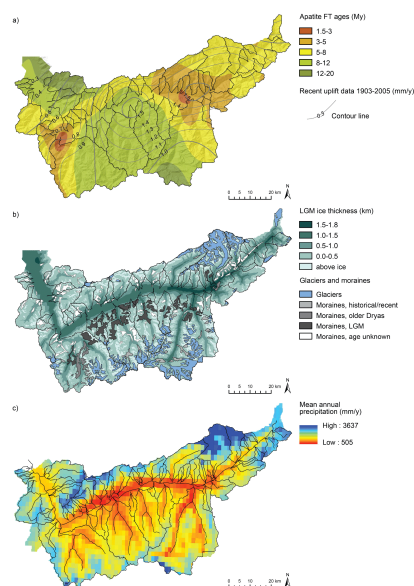 a)
Apatite FT ages (My)
1.5-3
3-5
5-8
8-12
12-20
Recent uplift data 1903-2005 (mm/y)
0.3
Contour line
0 5 10 20 km
N
b)
LGM ice thickness (km)
1.5-1.8
1.0-1.5
0.5-1.0
0.0-0.5
above ice
Glaciers and moraines
Glaciers
Moraines, historical/recent
Moraines, older Dryas
Moraines, LGM
Moraines, age unknown
0 5 10 20 km
N
c)
Mean annual
precipitation (mm/y)
High : 3637
Low : 505
0 5 10 20 km
N